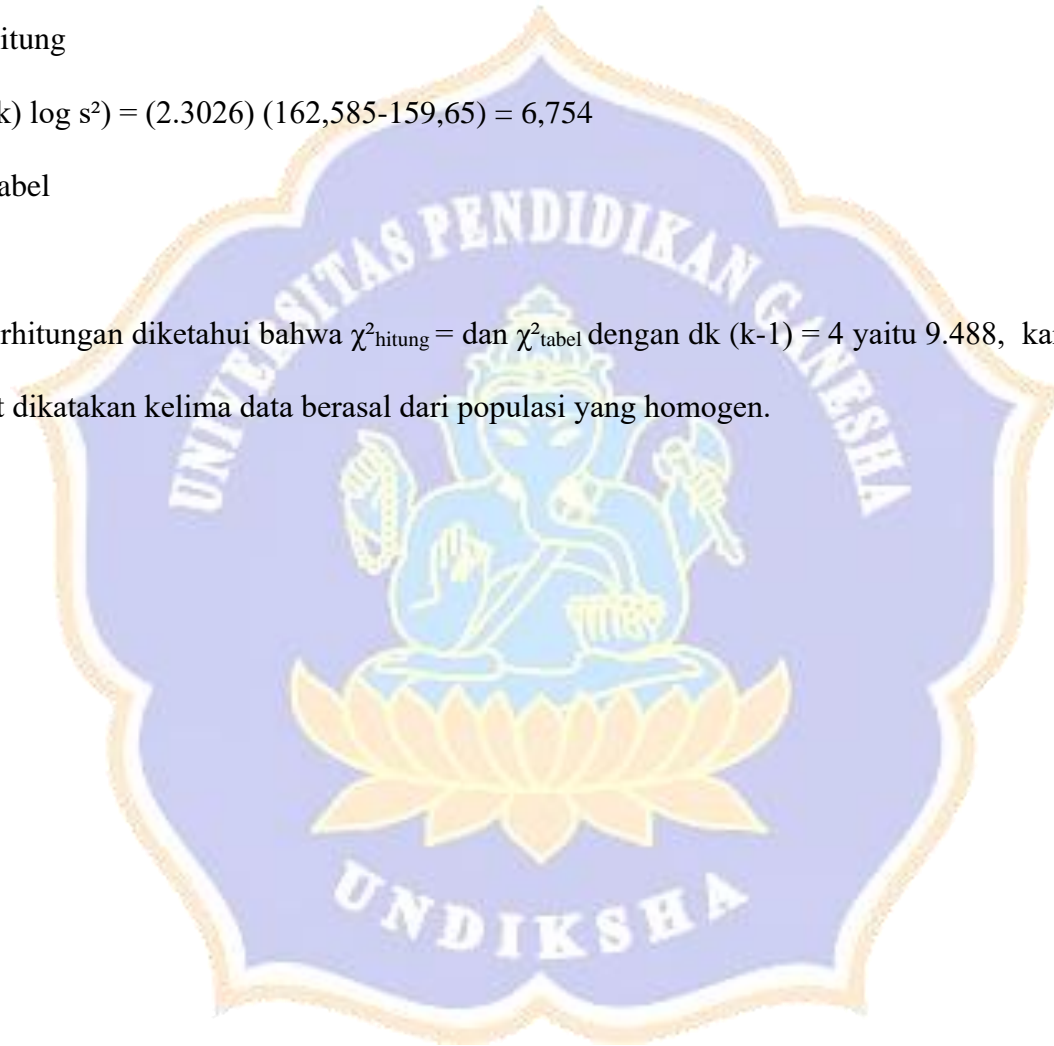 itung
k) log s²) = (2.3026) (162,585-159,65) = 6,754
abel
UNIVERSITAS PENDIDIKAN GANESHA
rhitungan diketahui bahwa χ²hitung = dan χ²tabel dengan dk (k-1) = 4 yaitu 9.488, kar
t dikatakan kelima data berasal dari populasi yang homogen.
UNDIKSHA